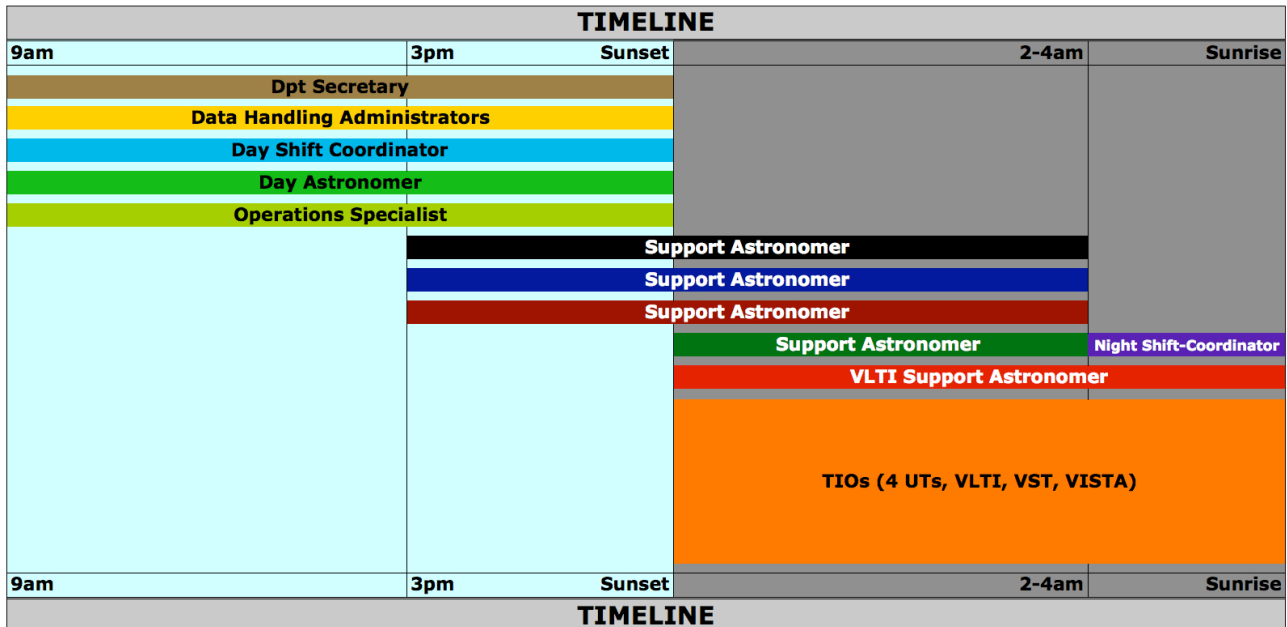 TIMELINE
9am 3pm Sunset 2-4am Sunrise
Dpt Secretary
Data Handling Administrators
Day Shift Coordinator
Day Astronomer
Operations Specialist
Support Astronomer
Support Astronomer
Support Astronomer
Support Astronomer Night Shift-Coordinator
VLTI Support Astronomer
TIOs (4 UTs, VLTI, VST, VISTA)
9am 3pm Sunset 2-4am Sunrise
TIMELINE